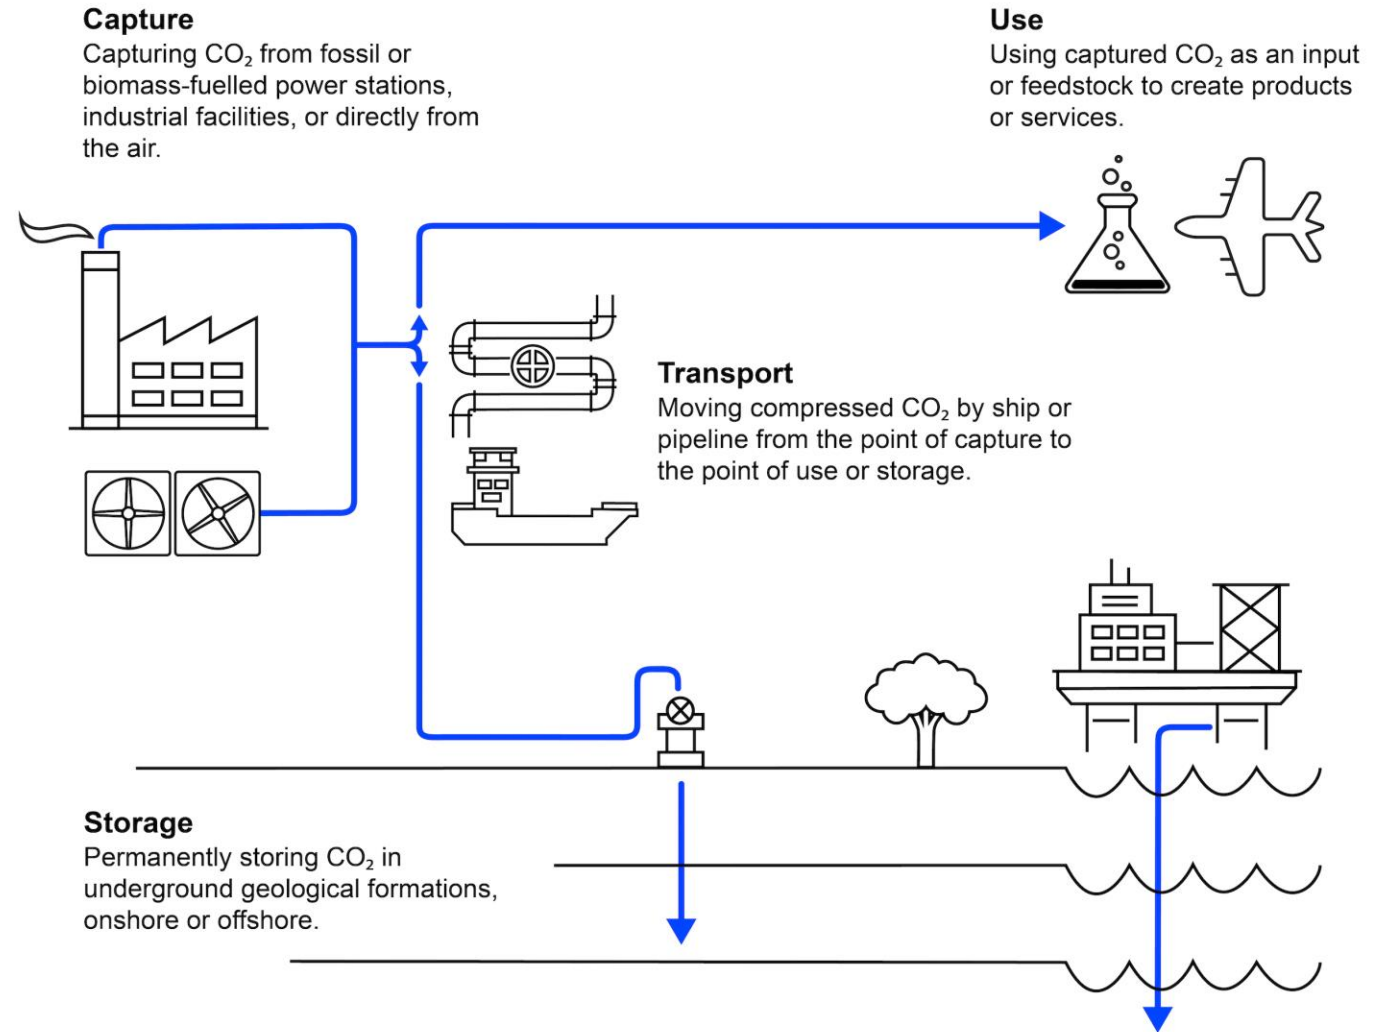 Capture
Capturing CO₂ from fossil or
biomass-fuelled power stations,
industrial facilities, or directly from
the air.
Use
Using captured CO₂ as an input
or feedstock to create products
or services.
Transport
Moving compressed CO₂ by ship or
pipeline from the point of capture to
the point of use or storage.
Storage
Permanently storing CO₂ in
underground geological formations,
onshore or offshore.